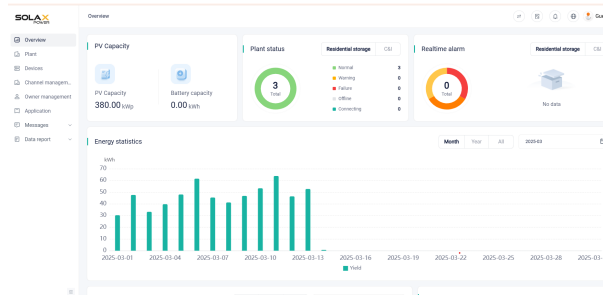 SOLAX
POWER
Overview
Overview
Plant
Devices
Channel managem...
Owner management
Application
Messages
Data report
PV Capacity
PV Capacity
380.00 kWp
Battery capacity
0.00 kWh
Plant status
Residential storage
C&I
3
Total
Normal 3
Warning 0
Failure 0
Offline 0
Connecting 0
Realtime alarm
Residential storage
C&I
0
Total
No data
Energy statistics
Month Year All
2025-03
kWh
70
60
50
40
30
20
10
0
2025-03-01 2025-03-04 2025-03-07 2025-03-10 2025-03-13 2025-03-16 2025-03-19 2025-03-22 2025-03-25 2025-03-28 2025-03-
Yield